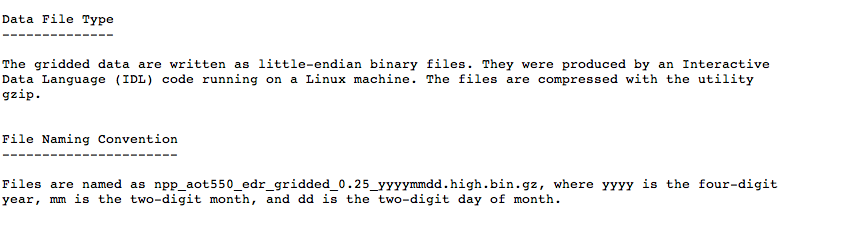 Data File Type
--------------
The gridded data are written as little-endian binary files. They were produced by an Interactive
Data Language (IDL) code running on a Linux machine. The files are compressed with the utility
gzip.
File Naming Convention
----------------------
Files are named as npp_aot550_edr_gridded_0.25_yyyymmdd.high.bin.gz, where yyyy is the four-digit
year, mm is the two-digit month, and dd is the two-digit day of month.